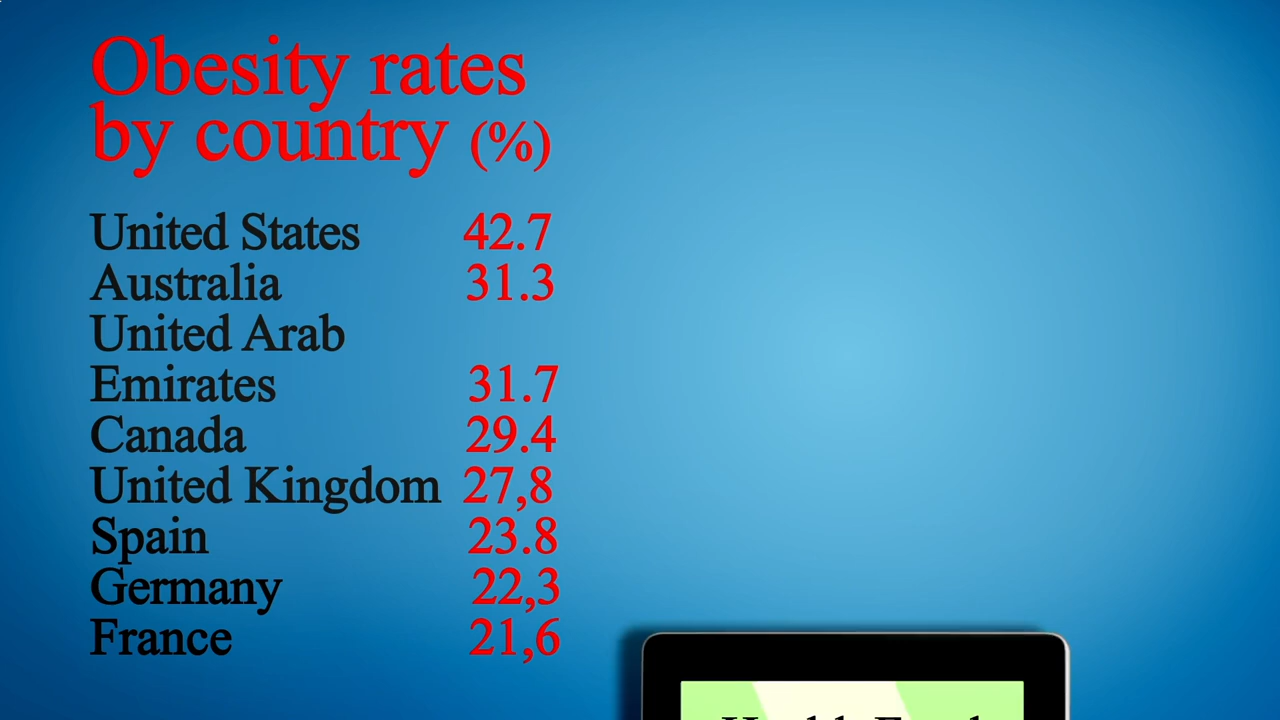 Obesity rates
by country (%)
United States 42.7
Australia 31.3
United Arab
Emirates 31.7
Canada 29.4
United Kingdom 27,8
Spain 23.8
Germany 22,3
France 21,6